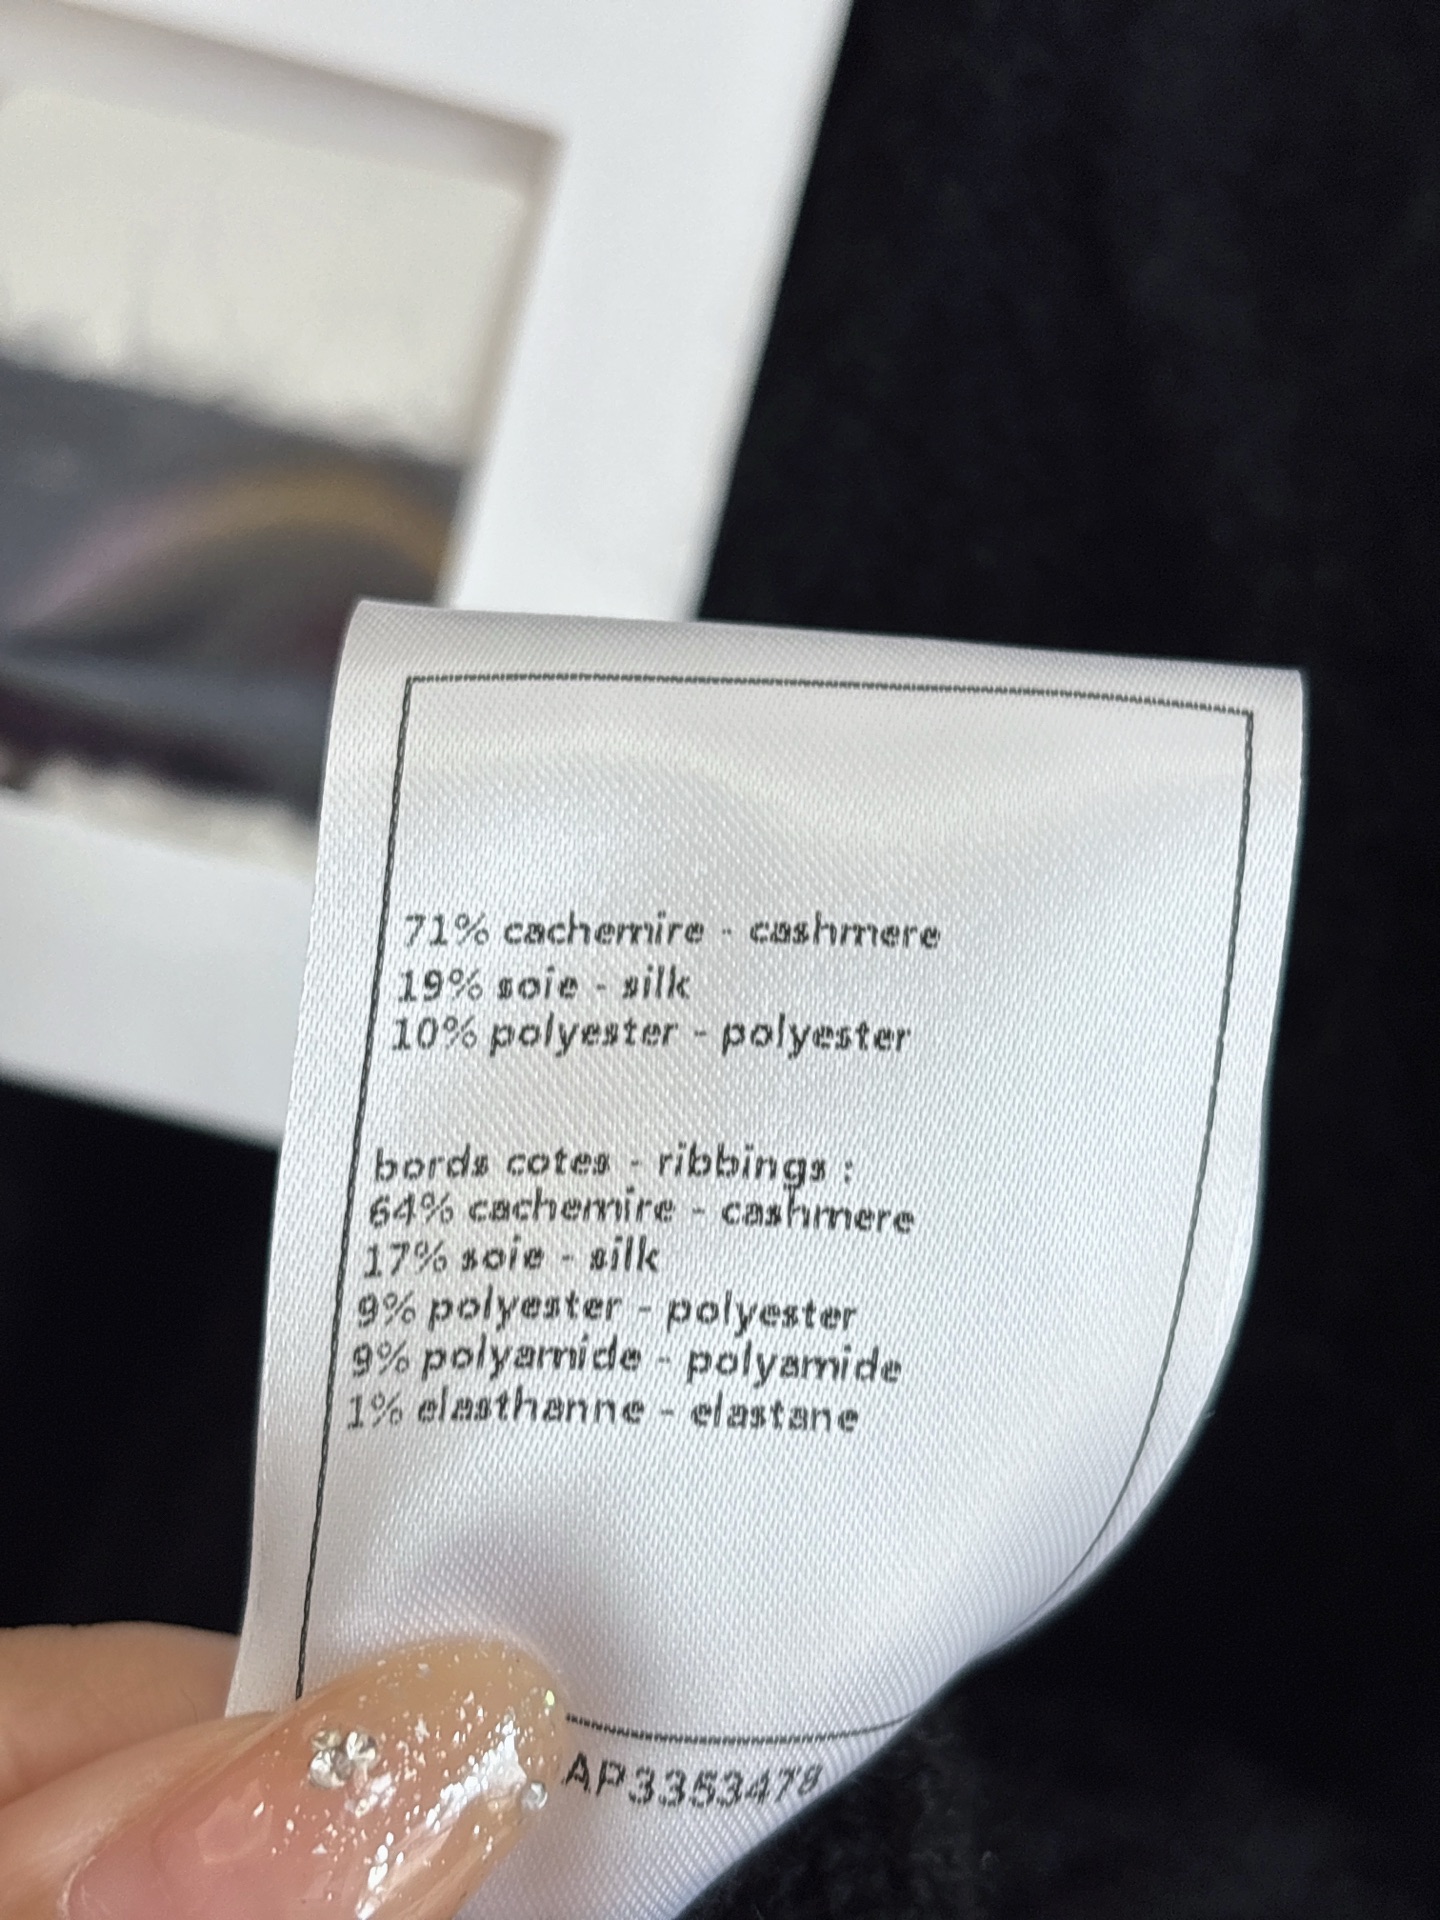 71% cachemire - cashmere
19% soie - silk
10% polyester - polyester
bords cotes - ribbings :
64% cachemire - cashmere
17% soie - silk
9% polyester - polyester
9% polyamide - polyamide
1% elasthanne - elastane
AP3353478